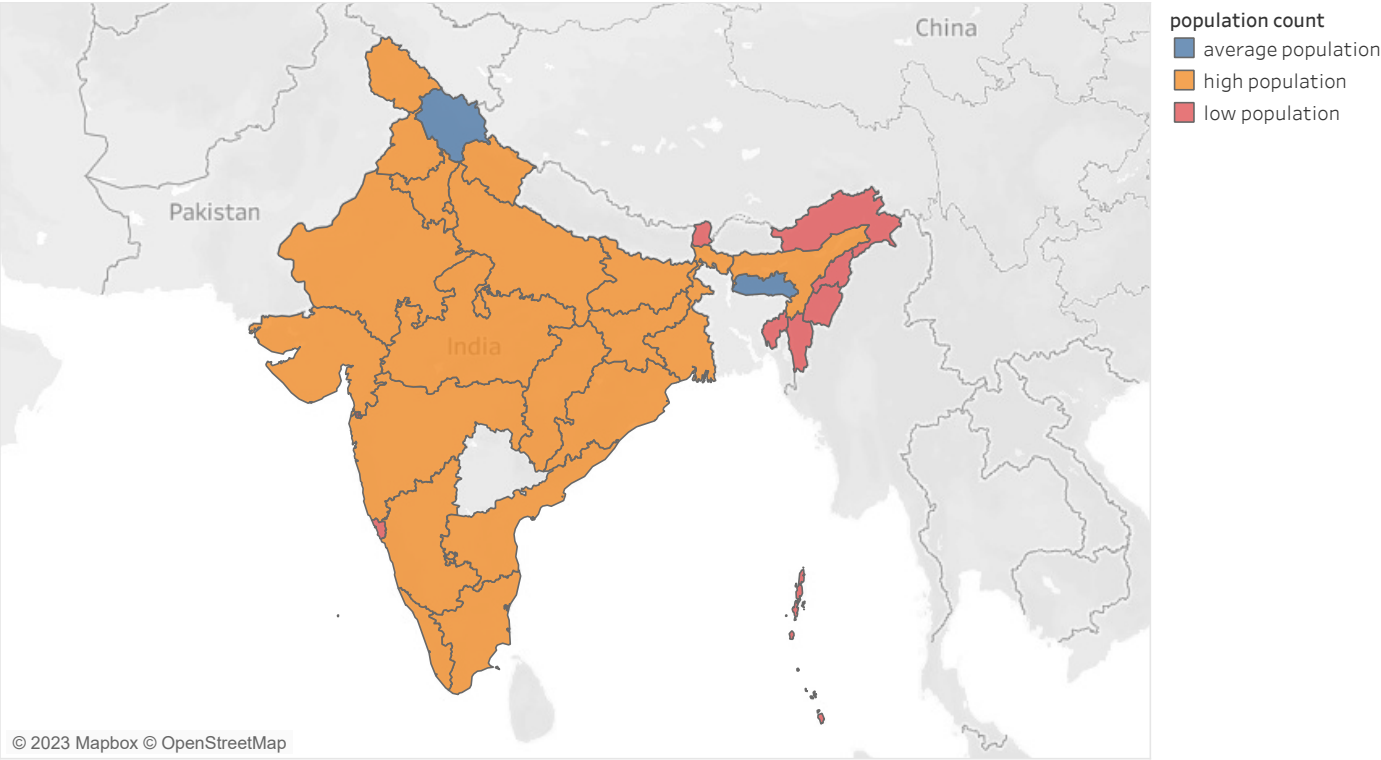 population count
average population
high population
low population
China
Pakistan
India
© 2023 Mapbox © OpenStreetMap